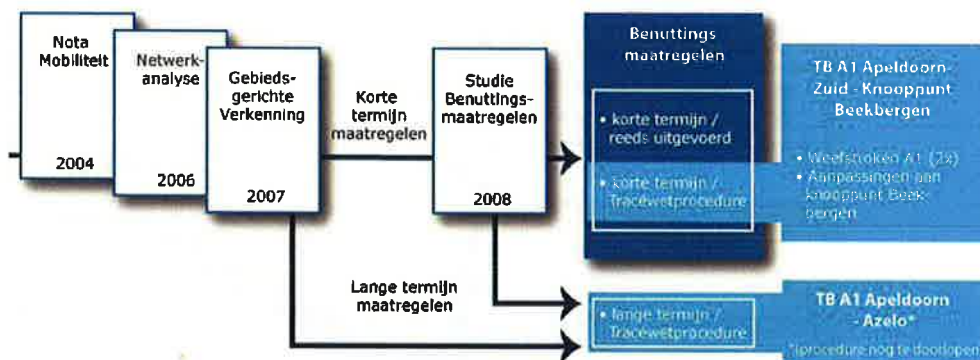 Nota
Mobiliteit
2004
Netwerk-
analyse
2006
Gebieds-
gerichte
Verkenning
2007
Korte
termijn
maatregelen
Studie
Benuttings-
maatregelen
2008
Benuttings
maatregelen
• korte termijn /
reeds uitgevoerd
• korte termijn /
Tracewetprocedure
TB A1 Apeldoorn-
Zuid - Knooppunt
Beekbergen
• Weefstroken A1 (2x)
• Aanpassingen aan
knooppunt Beek-
bergen
Lange termijn
maatregelen
• lange termijn /
Tracewetprocedure
TB A1 Apeldoorn
- Azelo*
*(procedure nog te doorlopen